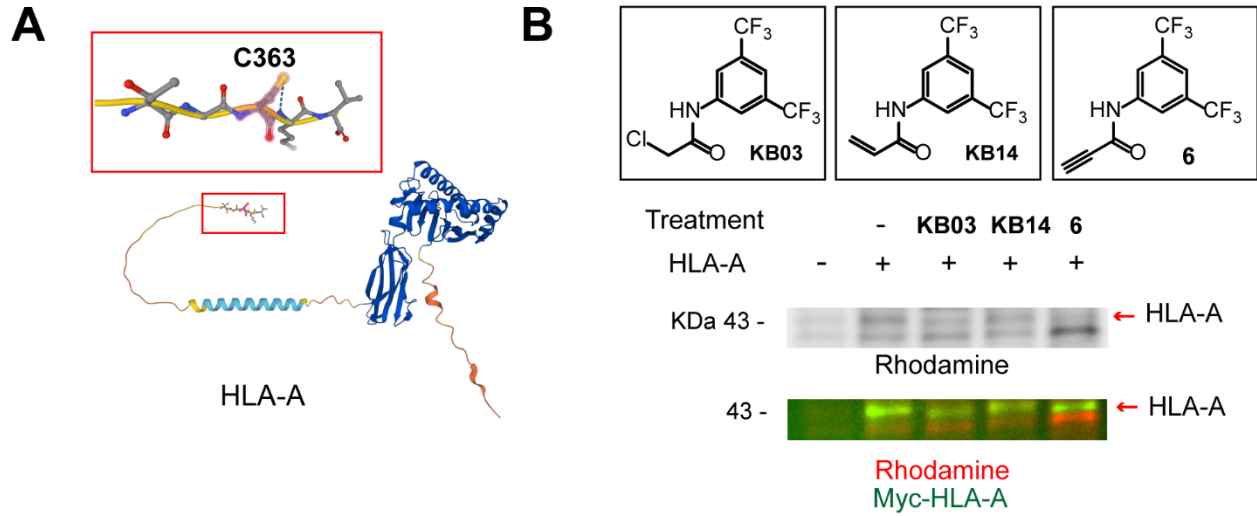 A
C363
HLA-A
B
CF₃
CF₃
HN
Cl
O
KB03
CF₃
CF₃
HN
O
KB14
CF₃
CF₃
HN
O
6
Treatment - KB03 KB14 6
HLA-A - + + + +
KDa 43 - ← HLA-A
Rhodamine
43 - ← HLA-A
Rhodamine
Myc-HLA-A